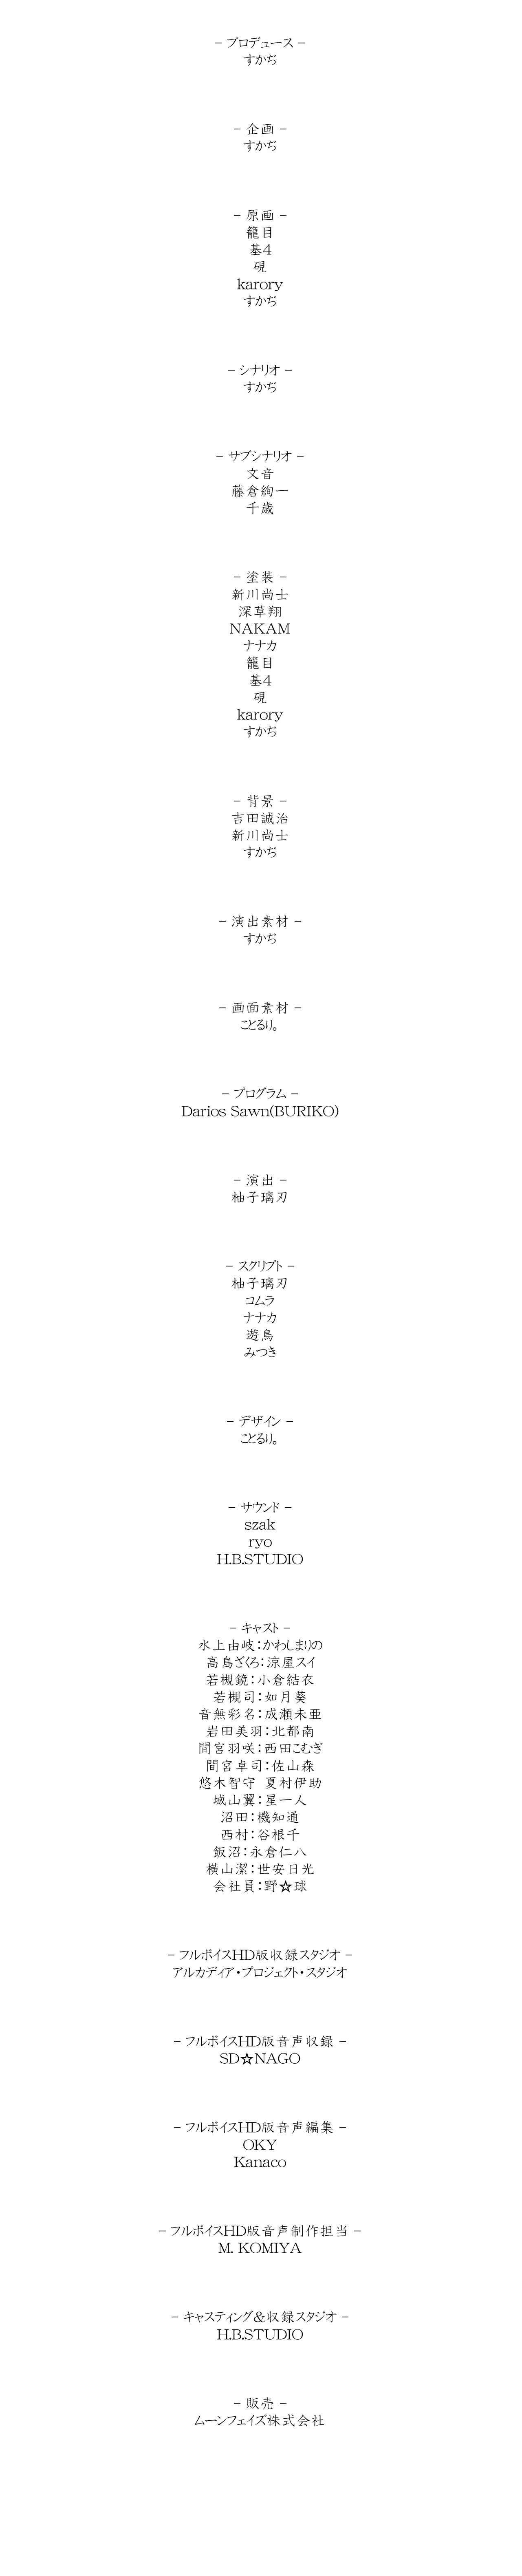 − プロデュース −
すかぢ
− 企画 −
すかぢ
− 原画 −
籠目
基4
硯
karory
すかぢ
− シナリオ −
すかぢ
− サブシナリオ −
文音
藤倉絢一
千歳
− 塗装 −
新川尚士
深草翔
NAKAM
ナナカ
籠目
基4
硯
karory
すかぢ
− 背景 −
吉田誠治
新川尚士
すかぢ
− 演出素材 −
すかぢ
− 画面素材 −
ことるり。
− プログラム −
Darios Sawn(BURIKO)
− 演出 −
柚子璃刃
− スクリプト −
柚子璃刃
コムラ
ナナカ
遊鳥
みつき
− デザイン −
ことるり。
− サウンド −
szak
ryo
H.B.STUDIO
− キャスト −
水上由岐：かわしまりの
高島ざくろ：涼屋スイ
若槻鏡：小倉結衣
若槻司：如月葵
音無彩名：成瀬未亜
岩田美羽：北都南
間宮羽咲：西田こむぎ
間宮卓司：佐山森
悠木智守　夏村伊助
城山翼：星一人
沼田：機知通
西村：谷根千
飯沼：永倉仁八
横山潔：世安日光
会社員：野☆球
− フルボイスHD版収録スタジオ −
アルカディア・プロジェクト・スタジオ
− フルボイスHD版音声収録 −
SD☆NAGO
− フルボイスHD版音声編集 −
OKY
Kanaco
− フルボイスHD版音声制作担当 −
M. KOMIYA
− キャスティング＆収録スタジオ −
H.B.STUDIO
− 販売 −
ムーンフェイズ株式会社